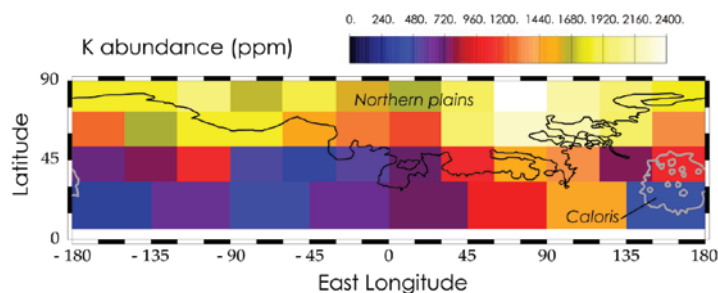 0. 240. 480. 720. 960. 1200. 1440. 1680. 1920. 2160. 2400.
K abundance (ppm)
90
Northern plains
Latitude
45
Caloris
0
- 180 - 135 - 90 - 45 0 45 90 135 180
East Longitude